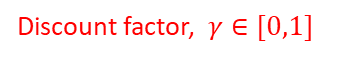 Discount factor, γ ∈ [0,1]